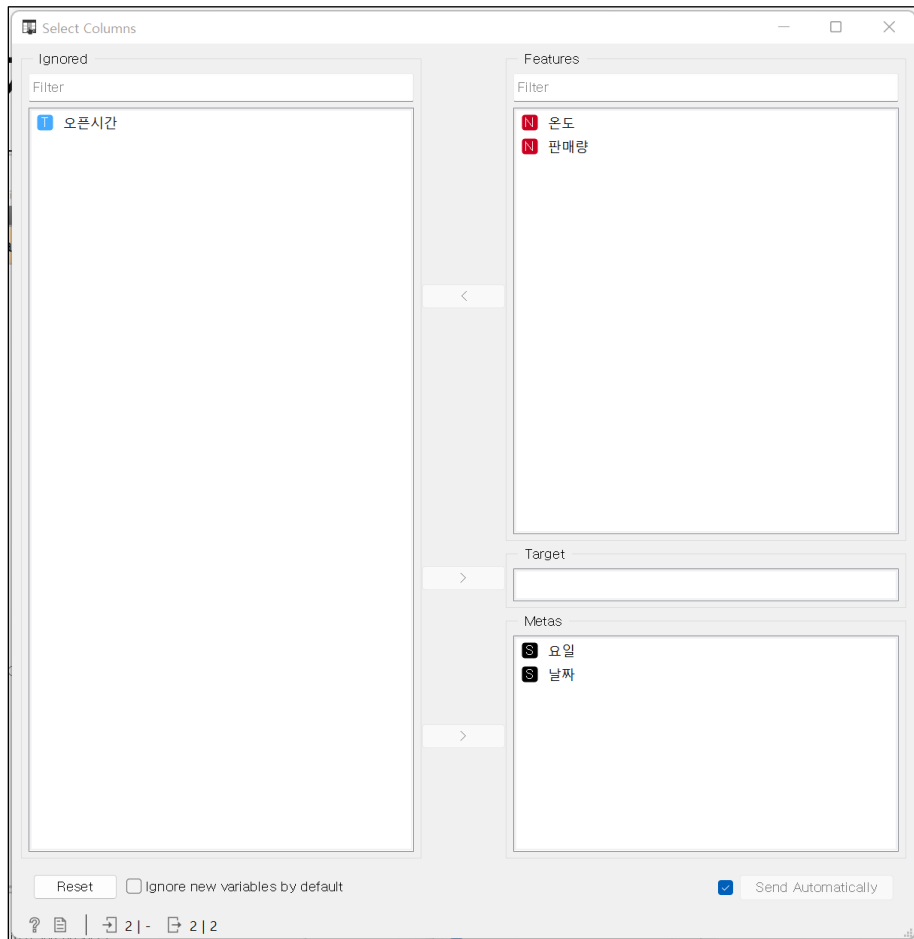 Select Columns
Ignored
Filter
T 오픈시간
Features
Filter
N 온도
N 판매량
<
>
Target
Metas
S 요일
S 날짜
>
Reset
Ignore new variables by default
Send Automatically
? 2 | - 2 | 2